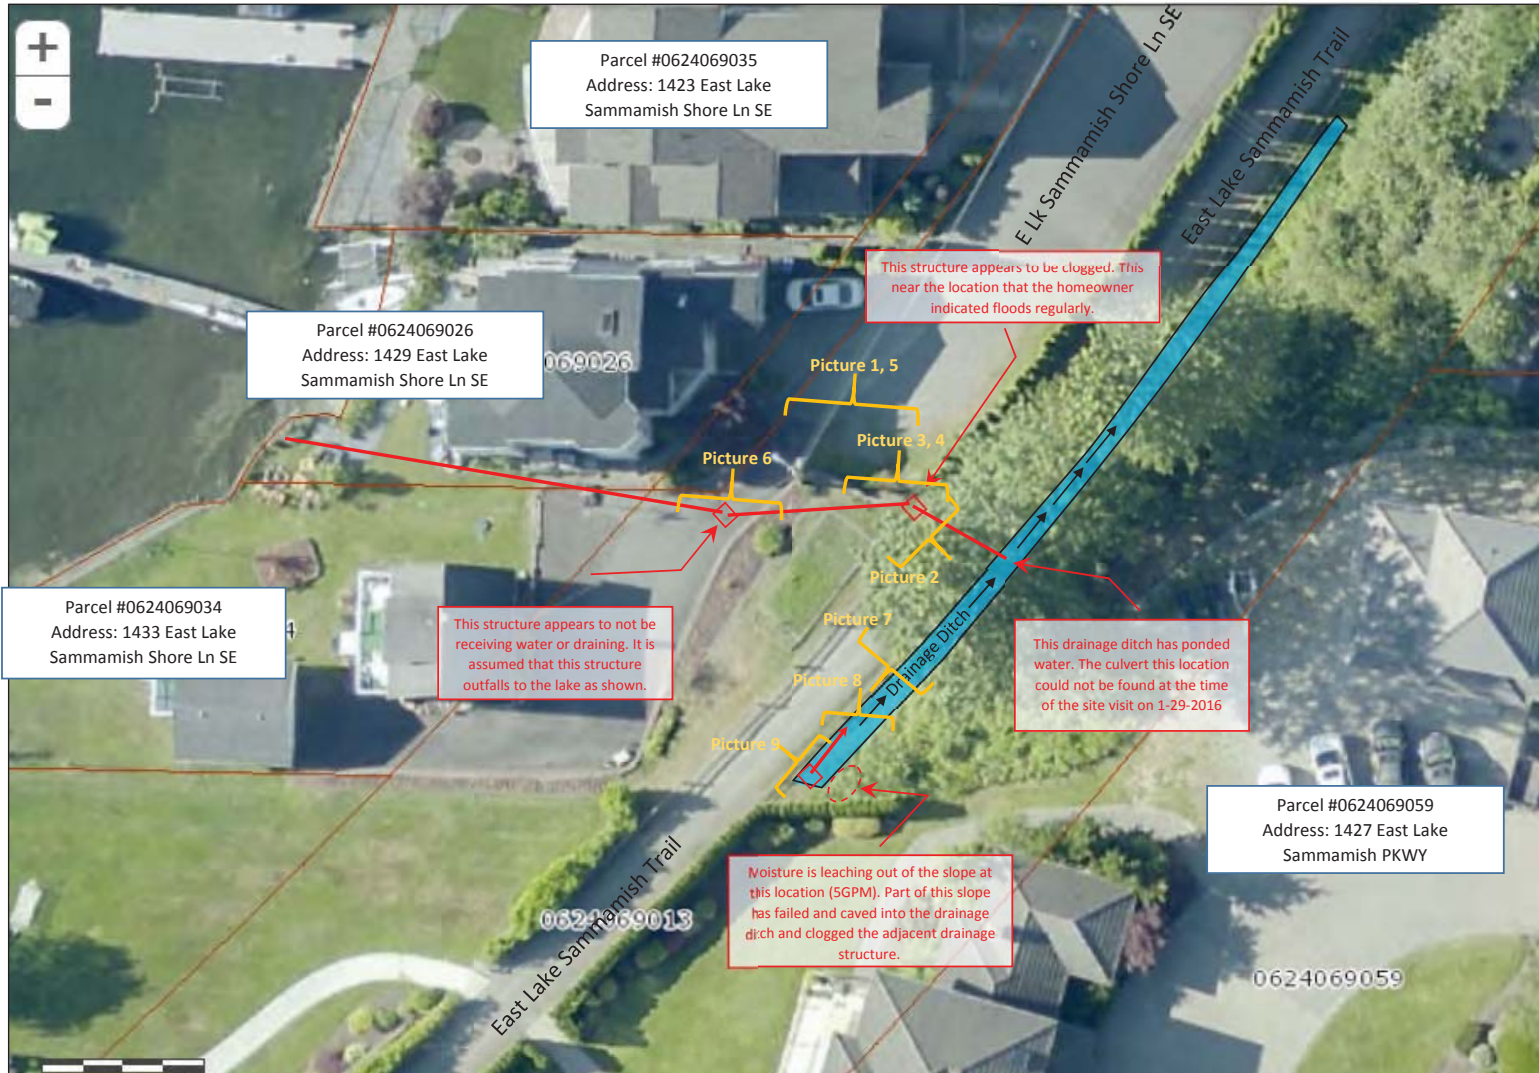 +
-
Parcel #0624069035
Address: 1423 East Lake
Sammamish Shore Ln SE
E Lk Sammamish Shore Ln SE
East Lake Sammamish Trail
This structure appears to be clogged. This
near the location that the homeowner
indicated floods regularly.
Parcel #0624069026
Address: 1429 East Lake
Sammamish Shore Ln SE
069026
Picture 1, 5
Picture 3, 4
Picture 6
Picture 2
Parcel #0624069034
Address: 1433 East Lake
Sammamish Shore Ln SE
4
This structure appears to not be
receiving water or draining. It is
assumed that this structure
outfalls to the lake as shown.
Picture 7
Drainage Ditch
Picture 8
Picture 9
This drainage ditch has ponded
water. The culvert this location
could not be found at the time
of the site visit on 1-29-2016
Parcel #0624069059
Address: 1427 East Lake
Sammamish PKWY
Moisture is leaching out of the slope at
this location (5GPM). Part of this slope
has failed and caved into the drainage
ditch and clogged the adjacent drainage
structure.
0624069013
East Lake Sammamish Trail
0624069059